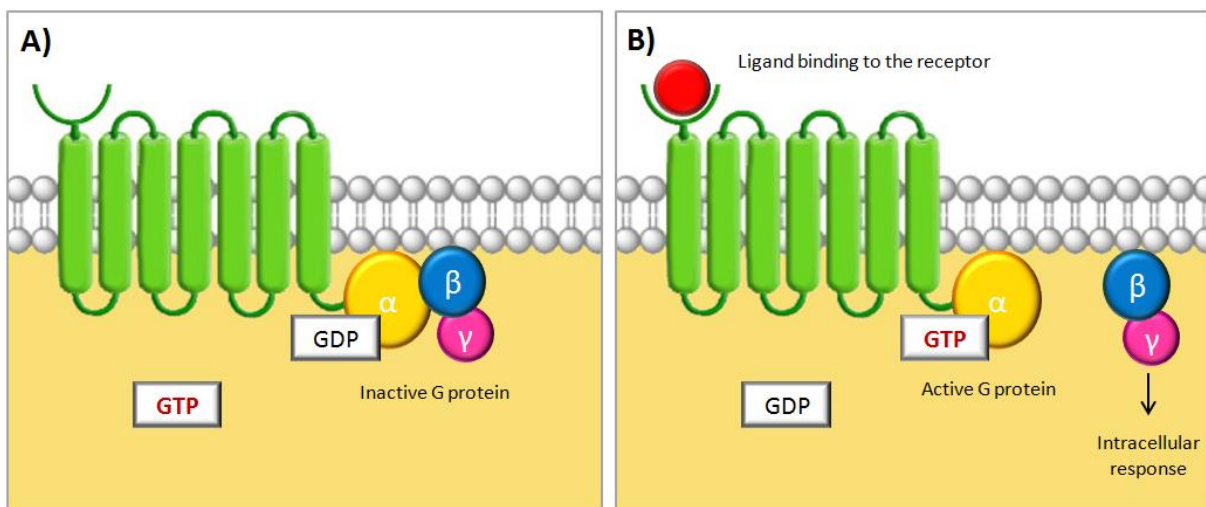 A)
α
β
γ
GDP
GTP
Inactive G protein
B)
Ligand binding to the receptor
α
β
γ
GTP
GDP
Active G protein
Intracellular
response